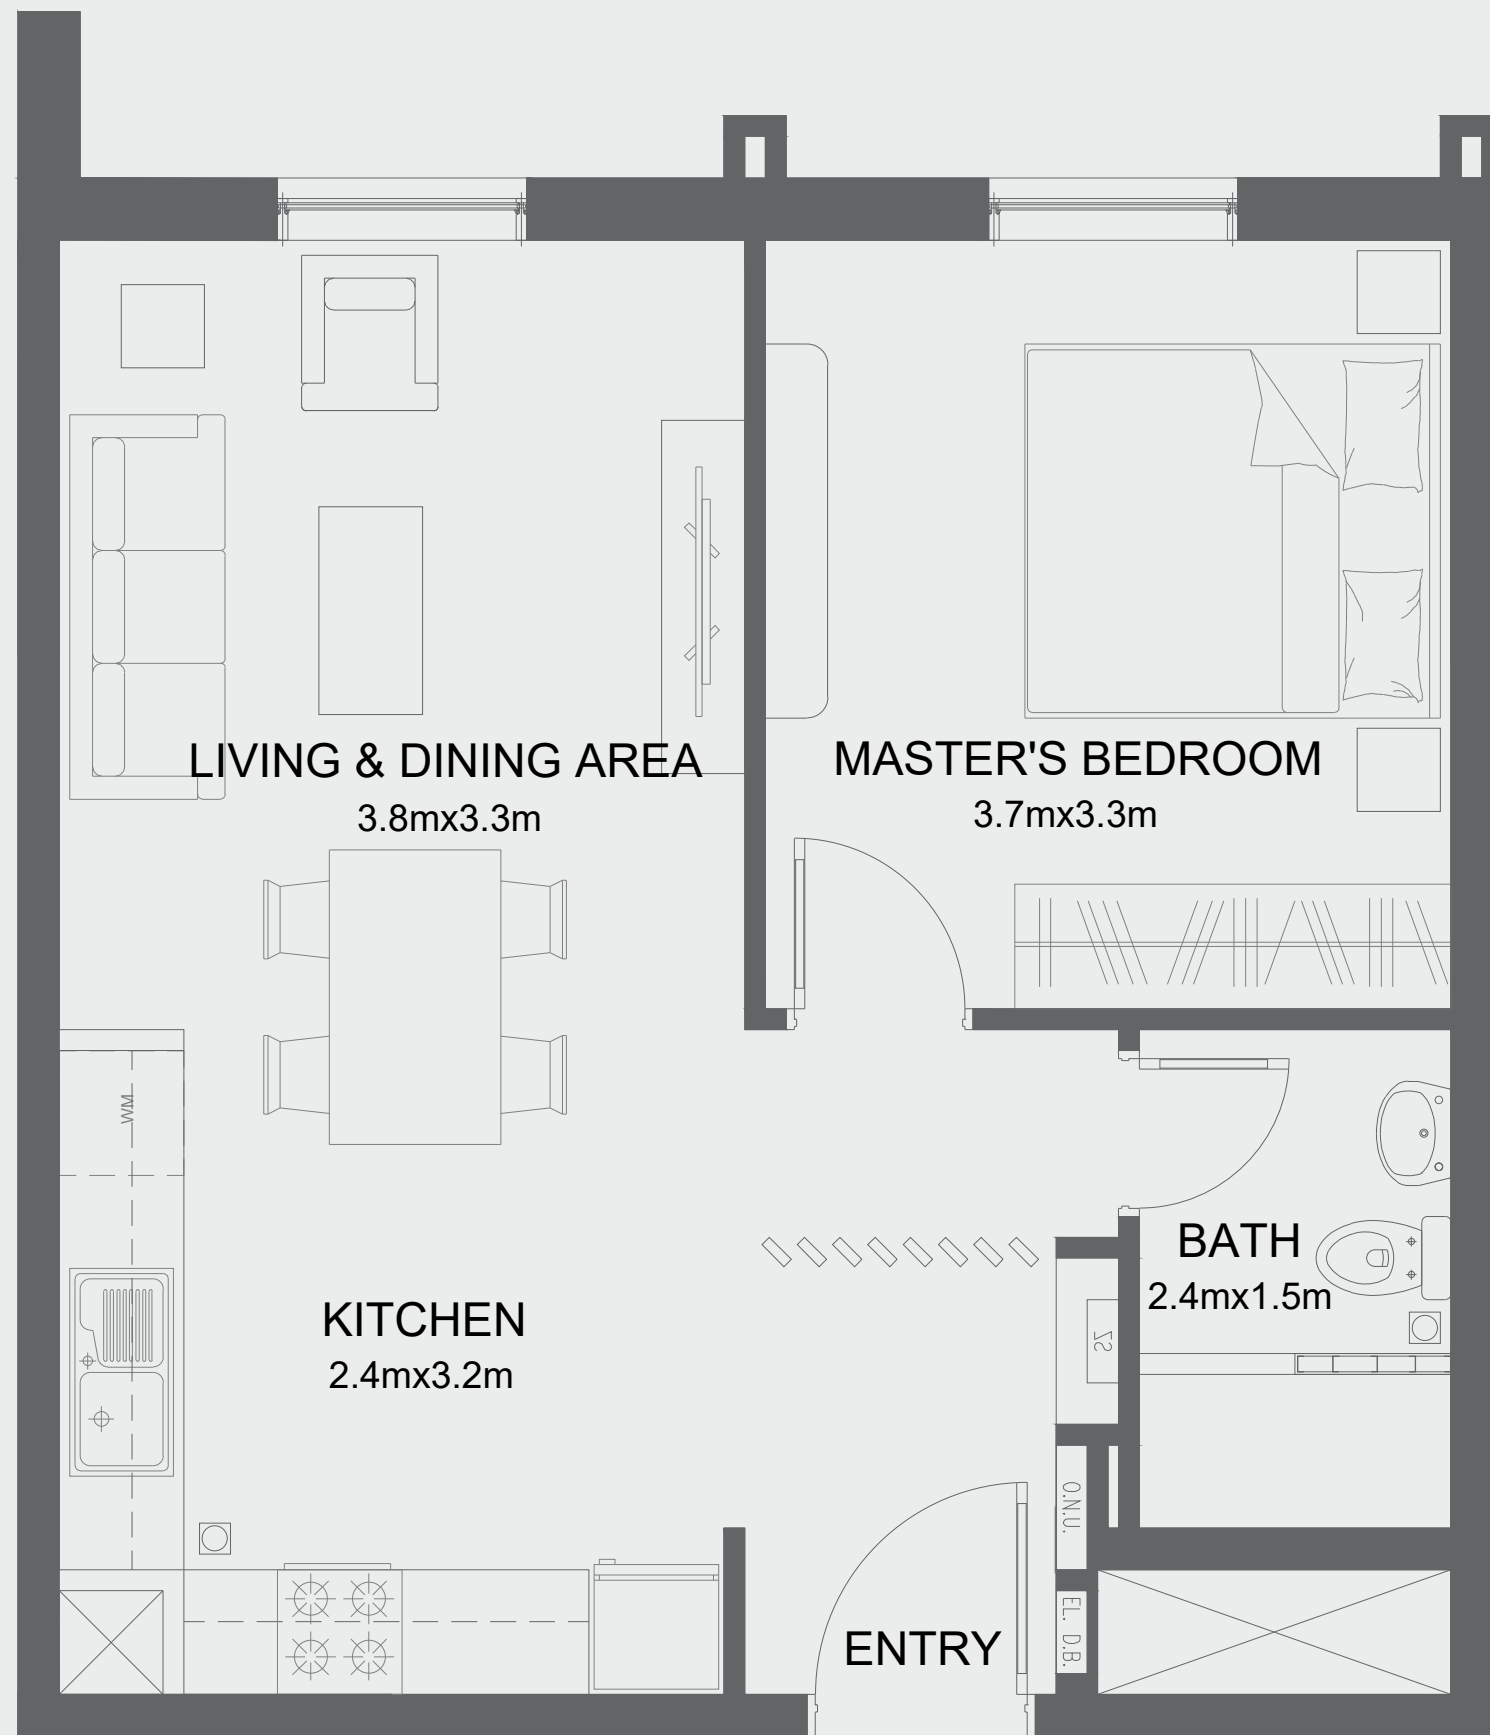 LIVING & DINING AREA
3.8mx3.3m
MASTER'S BEDROOM
3.7mx3.3m
WM
BATH
2.4mx1.5m
KITCHEN
2.4mx3.2m
ZS
O.N.U.
EL. D.B.
ENTRY